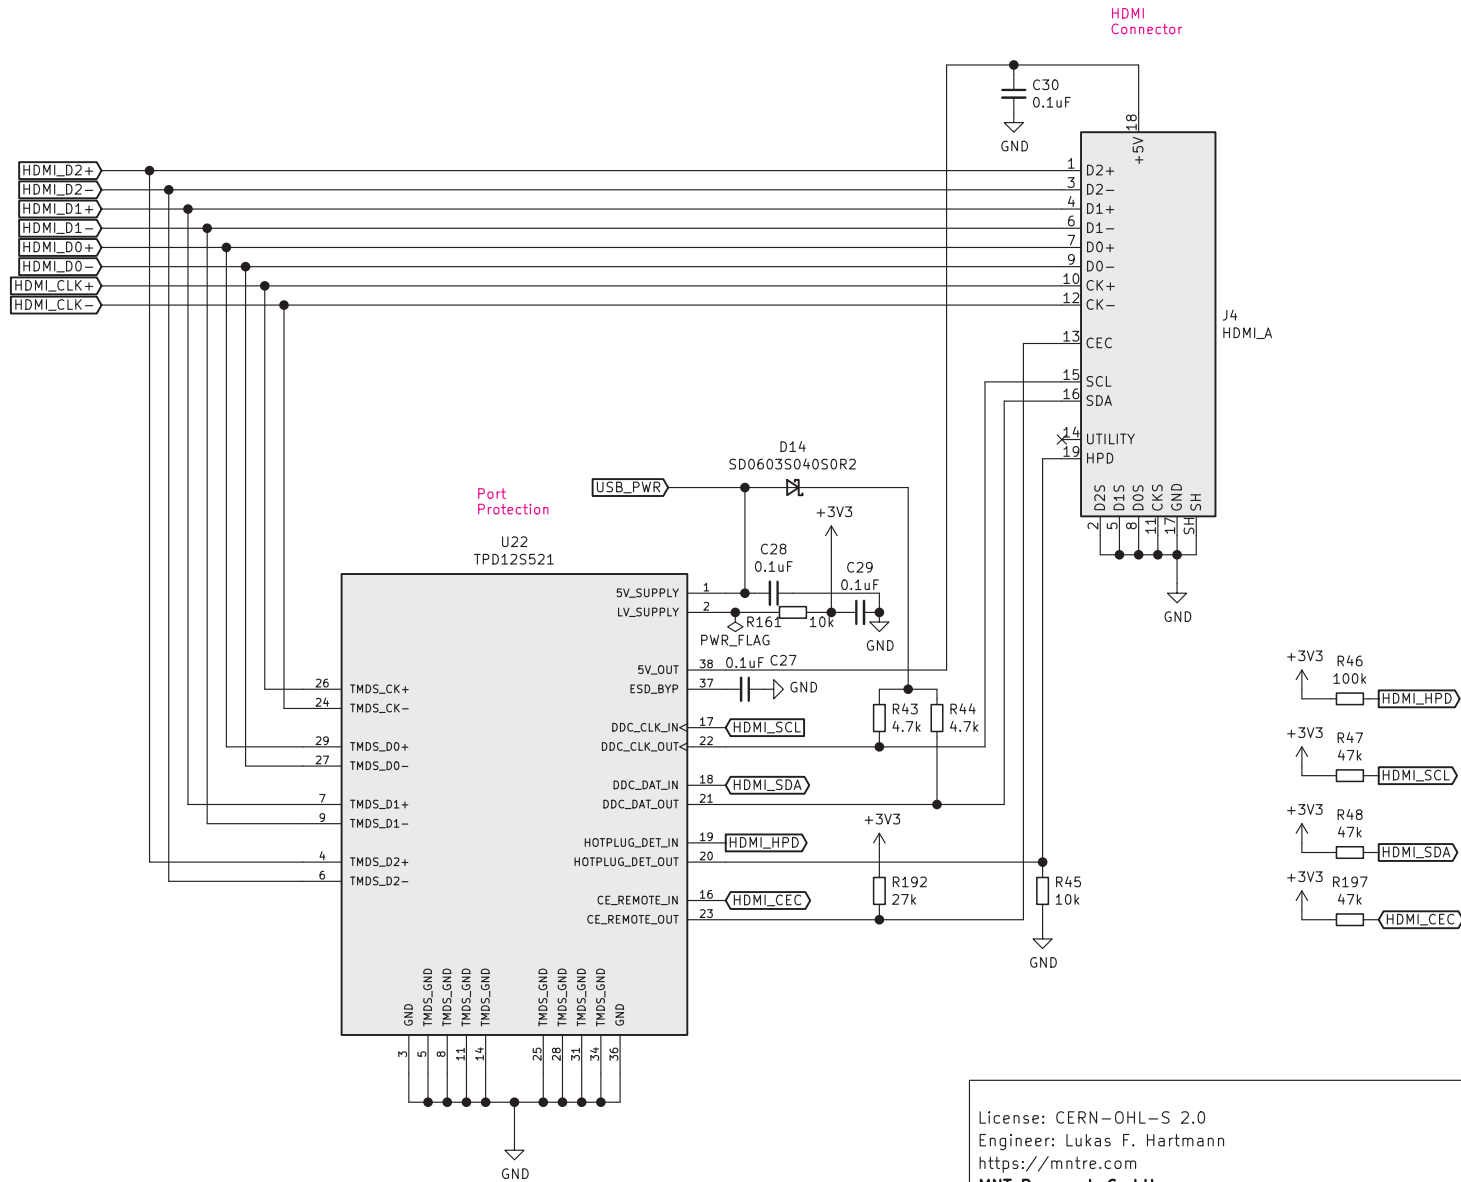 HDMI
Connector
C30
0.1uF
GND
18
+5V
HDMI_D2+
HDMI_D2-
HDMI_D1+
HDMI_D1-
HDMI_D0+
HDMI_D0-
HDMI_CLK+
HDMI_CLK-
1 D2+
3 D2-
4 D1+
6 D1-
7 D0+
9 D0-
10 CK+
12 CK-
13 CEC
15 SCL
16 SDA
14 UTILITY
19 HPD
J4
HDMI_A
D2S
D1S
D0S
CKS
GND
SH
2
5
8
11
17
SH
GND
D14
SD0603S040S0R2
USB_PWR
+3V3
Port
Protection
U22
TPD12S521
C28
0.1uF
C29
0.1uF
5V_SUPPLY 1
LV_SUPPLY 2
R161 10k
PWR_FLAG
GND
5V_OUT 38
0.1uF C27
ESD_BYP 37
GND
DDC_CLK_IN 17 HDMI_SCL
DDC_CLK_OUT 22
R43
4.7k
R44
4.7k
DDC_DAT_IN 18 HDMI_SDA
DDC_DAT_OUT 21
+3V3
HOTPLUG_DET_IN 19 HDMI_HPD
HOTPLUG_DET_OUT 20
R192
27k
R45
10k
GND
CE_REMOTE_IN 16 HDMI_CEC
CE_REMOTE_OUT 23
26 TMDS_CK+
24 TMDS_CK-
29 TMDS_D0+
27 TMDS_D0-
7 TMDS_D1+
9 TMDS_D1-
4 TMDS_D2+
6 TMDS_D2-
GND
TMDS_GND
TMDS_GND
TMDS_GND
TMDS_GND
TMDS_GND
TMDS_GND
TMDS_GND
TMDS_GND
GND
3
5
8
11
14
25
28
31
34
36
GND
+3V3 R46
100k
HDMI_HPD
+3V3 R47
47k
HDMI_SCL
+3V3 R48
47k
HDMI_SDA
+3V3 R197
47k
HDMI_CEC
License: CERN-OHL-S 2.0
Engineer: Lukas F. Hartmann
https://mntre.com